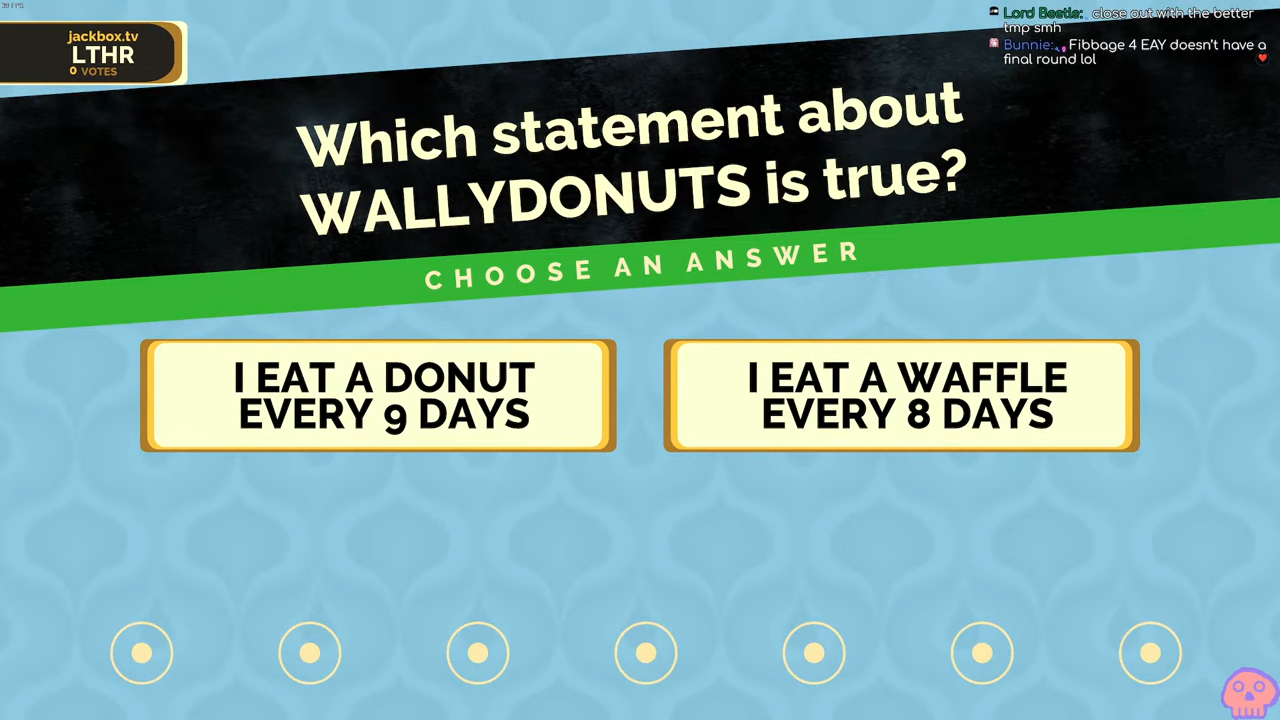 39 FPS
jackbox.tv
LTHR
0 VOTES
Lord Beetle: close out with the better
tmp smh
Bunnie: Fibbage 4 EAY doesn't have a
final round lol
Which statement about
WALLYDONUTS is true?
CHOOSE AN ANSWER
I EAT A DONUT
EVERY 9 DAYS
I EAT A WAFFLE
EVERY 8 DAYS